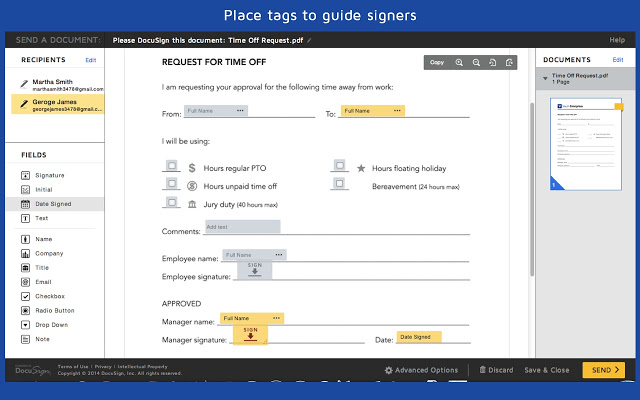 Place tags to guide signers
SEND A DOCUMENT: Please DocuSign this document: Time Off Request.pdf Help
RECIPIENTS Edit
Martha Smith
marthasmith3478@gmail.com
Geroge James
georgejames3478@gmail.c...
FIELDS
Signature
Initial
Date Signed
Text
Name
Company
Title
Email
Checkbox
Radio Button
Drop Down
Note
Copy
REQUEST FOR TIME OFF
I am requesting your approval for the following time away from work:
From: Full Name ••• To: Full Name •••
I will be using:
$ Hours regular PTO Hours floating holiday
$ Hours unpaid time off Bereavement (24 hours max)
Jury duty (40 hours max)
Comments: Add text
Employee name: Full Name •••
Employee signature: SIGN
APPROVED
Manager name: Full Name •••
Manager signature: SIGN Date: Date Signed
DOCUMENTS Edit
Time Off Request.pdf
1 Page
1
DocuSign
Terms of Use | Privacy | Intellectual Property
Copyright © 2014 DocuSign, Inc. All rights reserved.
Advanced Options Discard Save & Close SEND